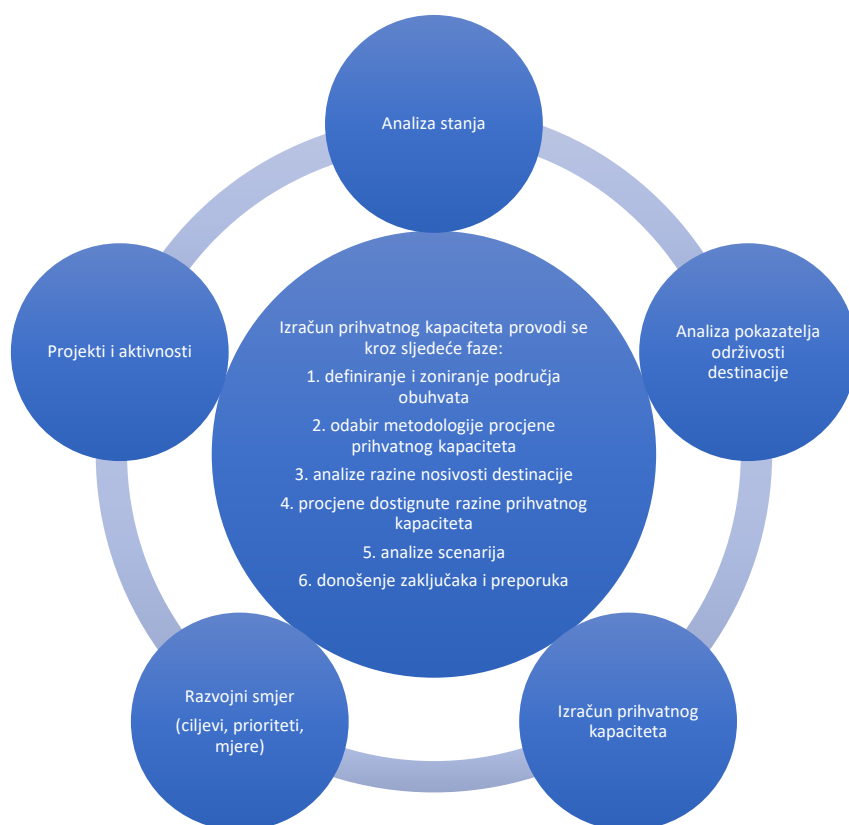 Analiza stanja
Analiza pokazatelja
održivosti
destinacije
Izračun prihvatnog
kapaciteta
Razvojni smjer
(ciljevi, prioriteti,
mjere)
Projekti i aktivnosti
Izračun prihvatnog kapaciteta provodi se
kroz sljedeće faze:
1. definiranje i zoniranje područja
obuhvata
2. odabir metodologije procjene
prihvatnog kapaciteta
3. analize razine nosivosti destinacije
4. procjene dostignute razine prihvatnog
kapaciteta
5. analize scenarija
6. donošenje zaključaka i preporuka